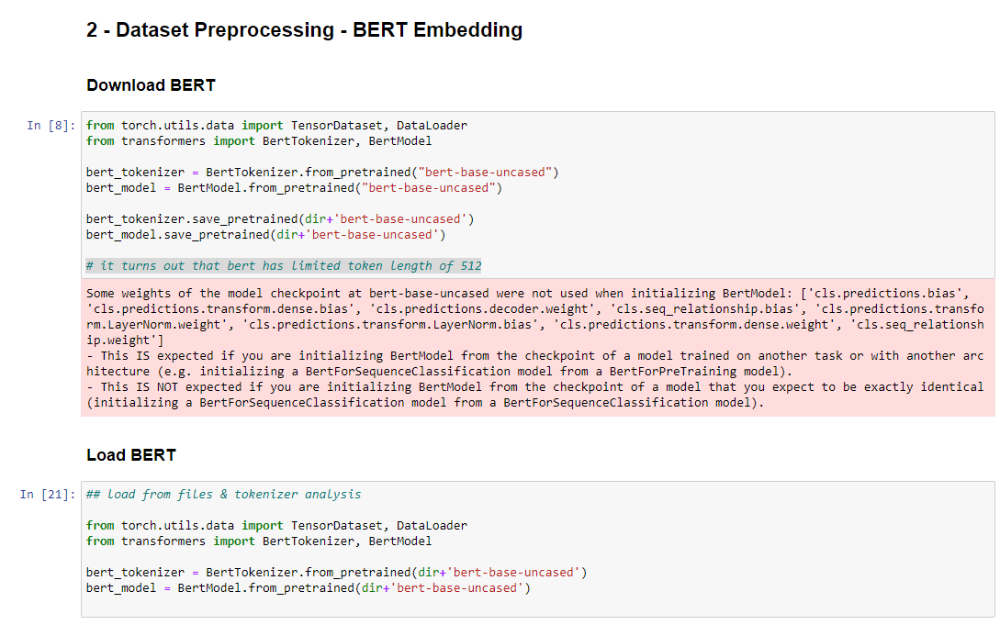 2 - Dataset Preprocessing - BERT Embedding
Download BERT
In [8]:
from torch.utils.data import TensorDataset, DataLoader
from transformers import BertTokenizer, BertModel
bert_tokenizer = BertTokenizer.from_pretrained("bert-base-uncased")
bert_model = BertModel.from_pretrained("bert-base-uncased")
bert_tokenizer.save_pretrained(dir+'bert-base-uncased')
bert_model.save_pretrained(dir+'bert-base-uncased')
# it turns out that bert has limited token length of 512
Some weights of the model checkpoint at bert-base-uncased were not used when initializing BertModel: ['cls.predictions.bias',
'cls.predictions.transform.dense.bias', 'cls.predictions.decoder.weight', 'cls.seq_relationship.bias', 'cls.predictions.transfo
rm.LayerNorm.weight', 'cls.predictions.transform.LayerNorm.bias', 'cls.predictions.transform.dense.weight', 'cls.seq_relationsh
ip.weight']
- This IS expected if you are initializing BertModel from the checkpoint of a model trained on another task or with another arc
hitecture (e.g. initializing a BertForSequenceClassification model from a BertForPreTraining model).
- This IS NOT expected if you are initializing BertModel from the checkpoint of a model that you expect to be exactly identical
(initializing a BertForSequenceClassification model from a BertForSequenceClassification model).
Load BERT
In [21]:
## load from files & tokenizer analysis
from torch.utils.data import TensorDataset, DataLoader
from transformers import BertTokenizer, BertModel
bert_tokenizer = BertTokenizer.from_pretrained(dir+'bert-base-uncased')
bert_model = BertModel.from_pretrained(dir+'bert-base-uncased')